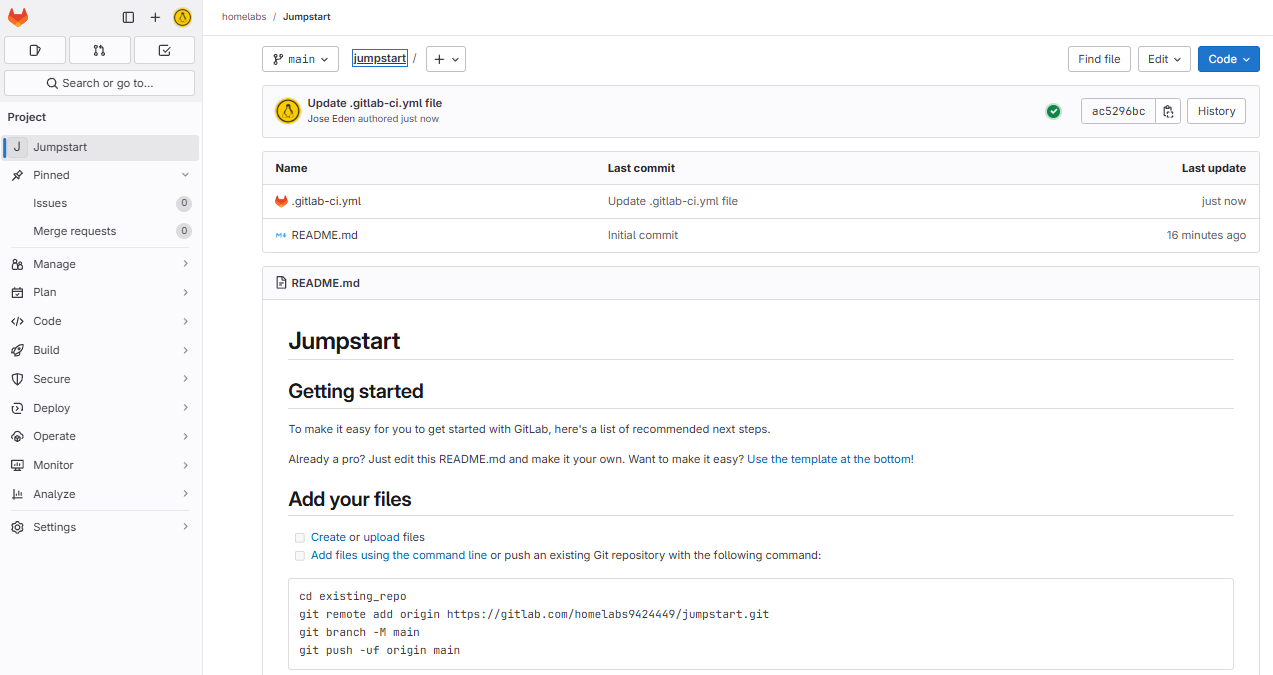 homelabs / Jumpstart
Search or go to...
Project
J Jumpstart
Pinned
Issues 0
Merge requests 0
Manage
Plan
Code
Build
Secure
Deploy
Operate
Monitor
Analyze
Settings
main jumpstart / + Find file Edit Code
Update .gitlab-ci.yml file
Jose Eden authored just now
ac5296bc History
Name Last commit Last update
.gitlab-ci.yml Update .gitlab-ci.yml file just now
README.md Initial commit 16 minutes ago
README.md
Jumpstart
Getting started
To make it easy for you to get started with GitLab, here's a list of recommended next steps.
Already a pro? Just edit this README.md and make it your own. Want to make it easy? Use the template at the bottom!
Add your files
Create or upload files
Add files using the command line or push an existing Git repository with the following command:
cd existing_repo
git remote add origin https://gitlab.com/homelabs9424449/jumpstart.git
git branch -M main
git push -uf origin main